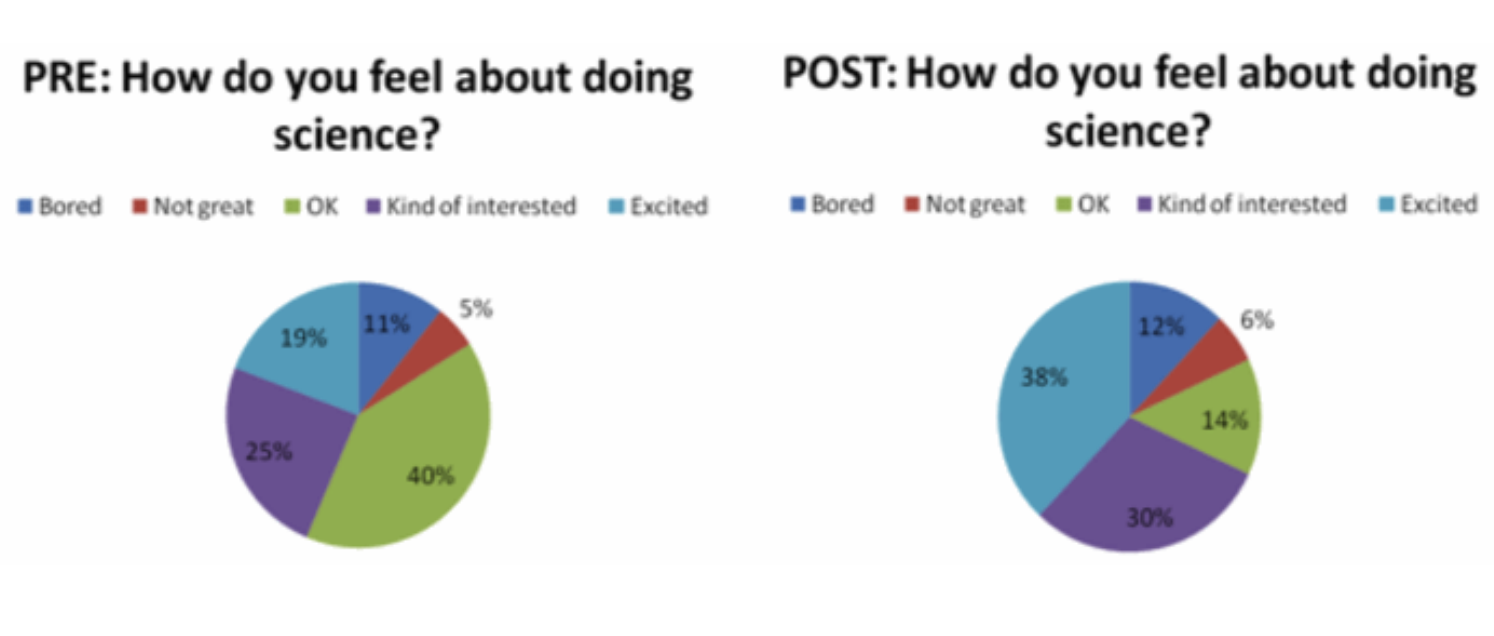 PRE: How do you feel about doing
science?
Bored Not great OK Kind of interested Excited
11%
5%
40%
25%
19%
POST: How do you feel about doing
science?
Bored Not great OK Kind of interested Excited
12%
6%
14%
30%
38%